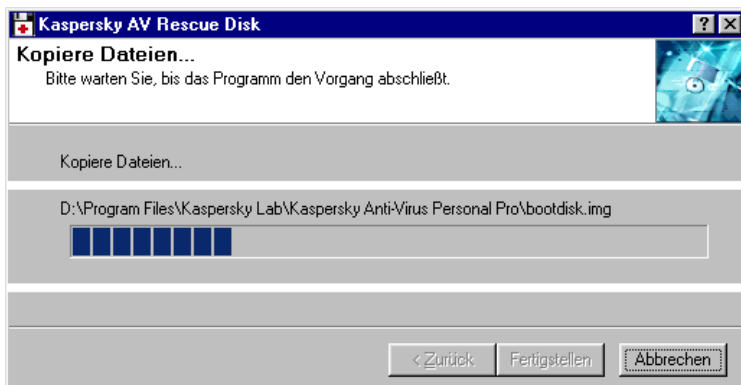 Kaspersky AV Rescue Disk
Kopiere Dateien...
Bitte warten Sie, bis das Programm den Vorgang abschließt.
Kopiere Dateien...
D:\Program Files\Kaspersky Lab\Kaspersky Anti-Virus Personal Pro\bootdisk.img
< Zurück Fertigstellen Abbrechen